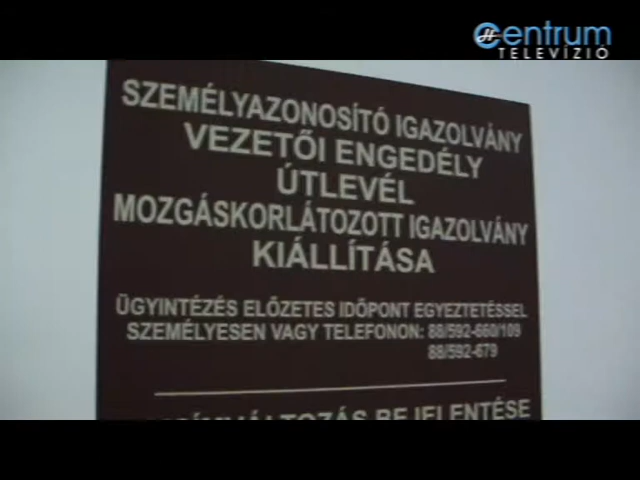 Centrum
TELEVÍZIÓ
SZEMÉLYAZONOSÍTÓ IGAZOLVÁNY
VEZETŐI ENGEDÉLY
ÚTLEVÉL
MOZGÁSKORLÁTOZOTT IGAZOLVÁNY
KIÁLLÍTÁSA
ÜGYINTÉZÉS ELŐZETES IDŐPONT EGYEZTETÉSSEL
SZEMÉLYESEN VAGY TELEFONON: 88/592-660/109
88/592-679
BEJELENTÉSE